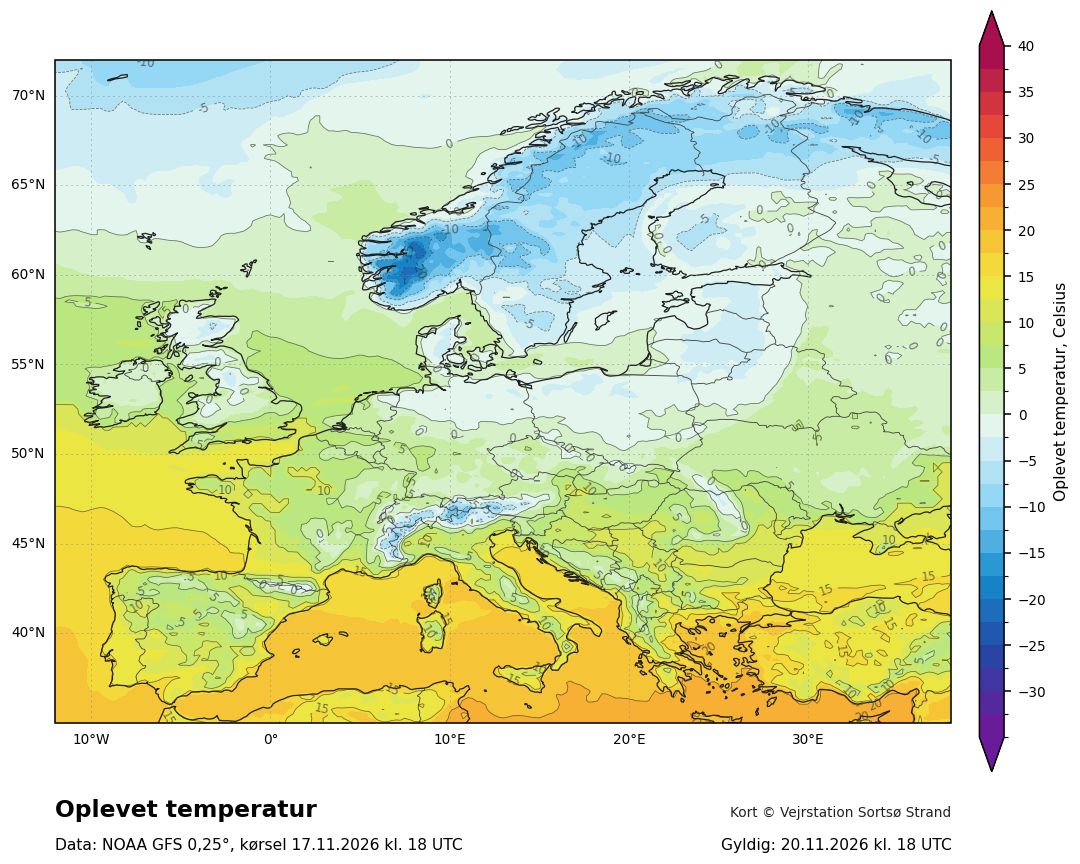 70°N
65°N
60°N
55°N
50°N
45°N
40°N
10°W
0°
10°E
20°E
30°E
40
35
30
25
20
15
10
5
0
−5
−10
−15
−20
−25
−30
Oplevet temperatur, Celsius
Oplevet temperatur
Kort © Vejrstation Sortsø Strand
Data: NOAA GFS 0,25°, kørsel 17.11.2026 kl. 18 UTC
Gyldig: 20.11.2026 kl. 18 UTC